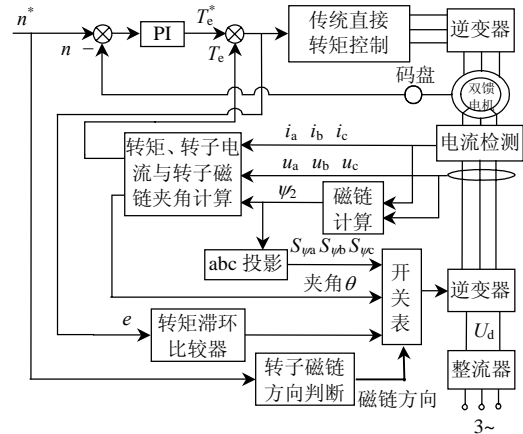 n*
n
−
PI
Te*
Te
传统直接
转矩控制
逆变器
码盘
双馈
电机
电流检测
转矩、转子电
流与转子磁
链夹角计算
ia ib ic
ua ub uc
ψ2
磁链
计算
abc 投影
Sψa Sψb Sψc
夹角θ
开
关
表
逆变器
Ud
整流器
3~
e
转矩滞环
比较器
转子磁链
方向判断
磁链方向